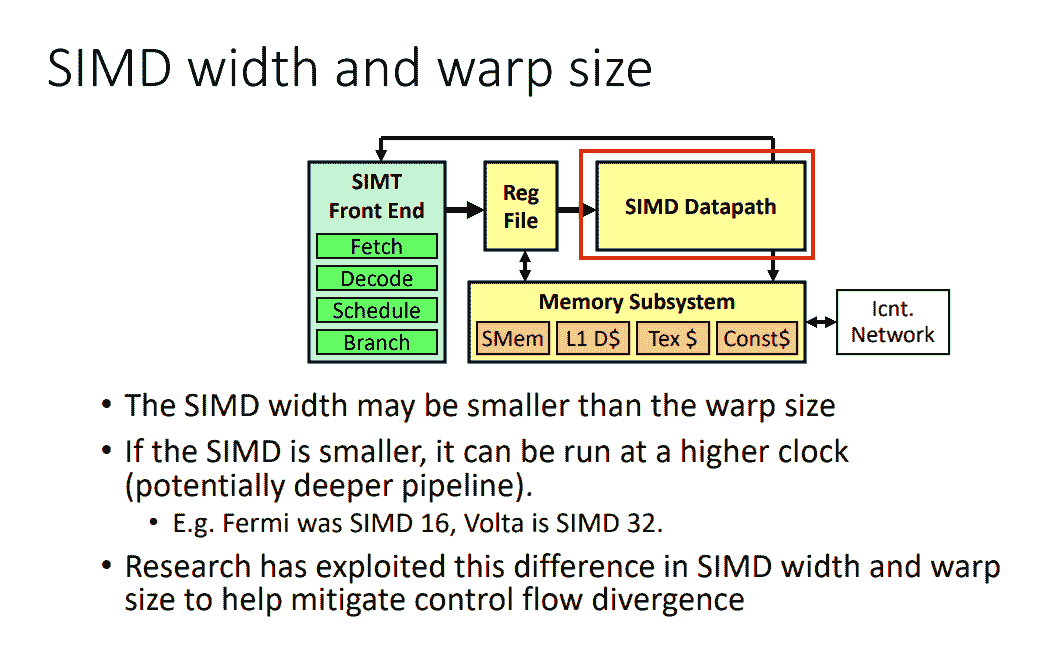 SIMD width and warp size
SIMT
Front End
Fetch
Decode
Schedule
Branch
Reg
File
SIMD Datapath
Memory Subsystem
SMem
L1 D$
Tex $
Const$
Icnt.
Network
• The SIMD width may be smaller than the warp size
• If the SIMD is smaller, it can be run at a higher clock
(potentially deeper pipeline).
• E.g. Fermi was SIMD 16, Volta is SIMD 32.
• Research has exploited this difference in SIMD width and warp
size to help mitigate control flow divergence